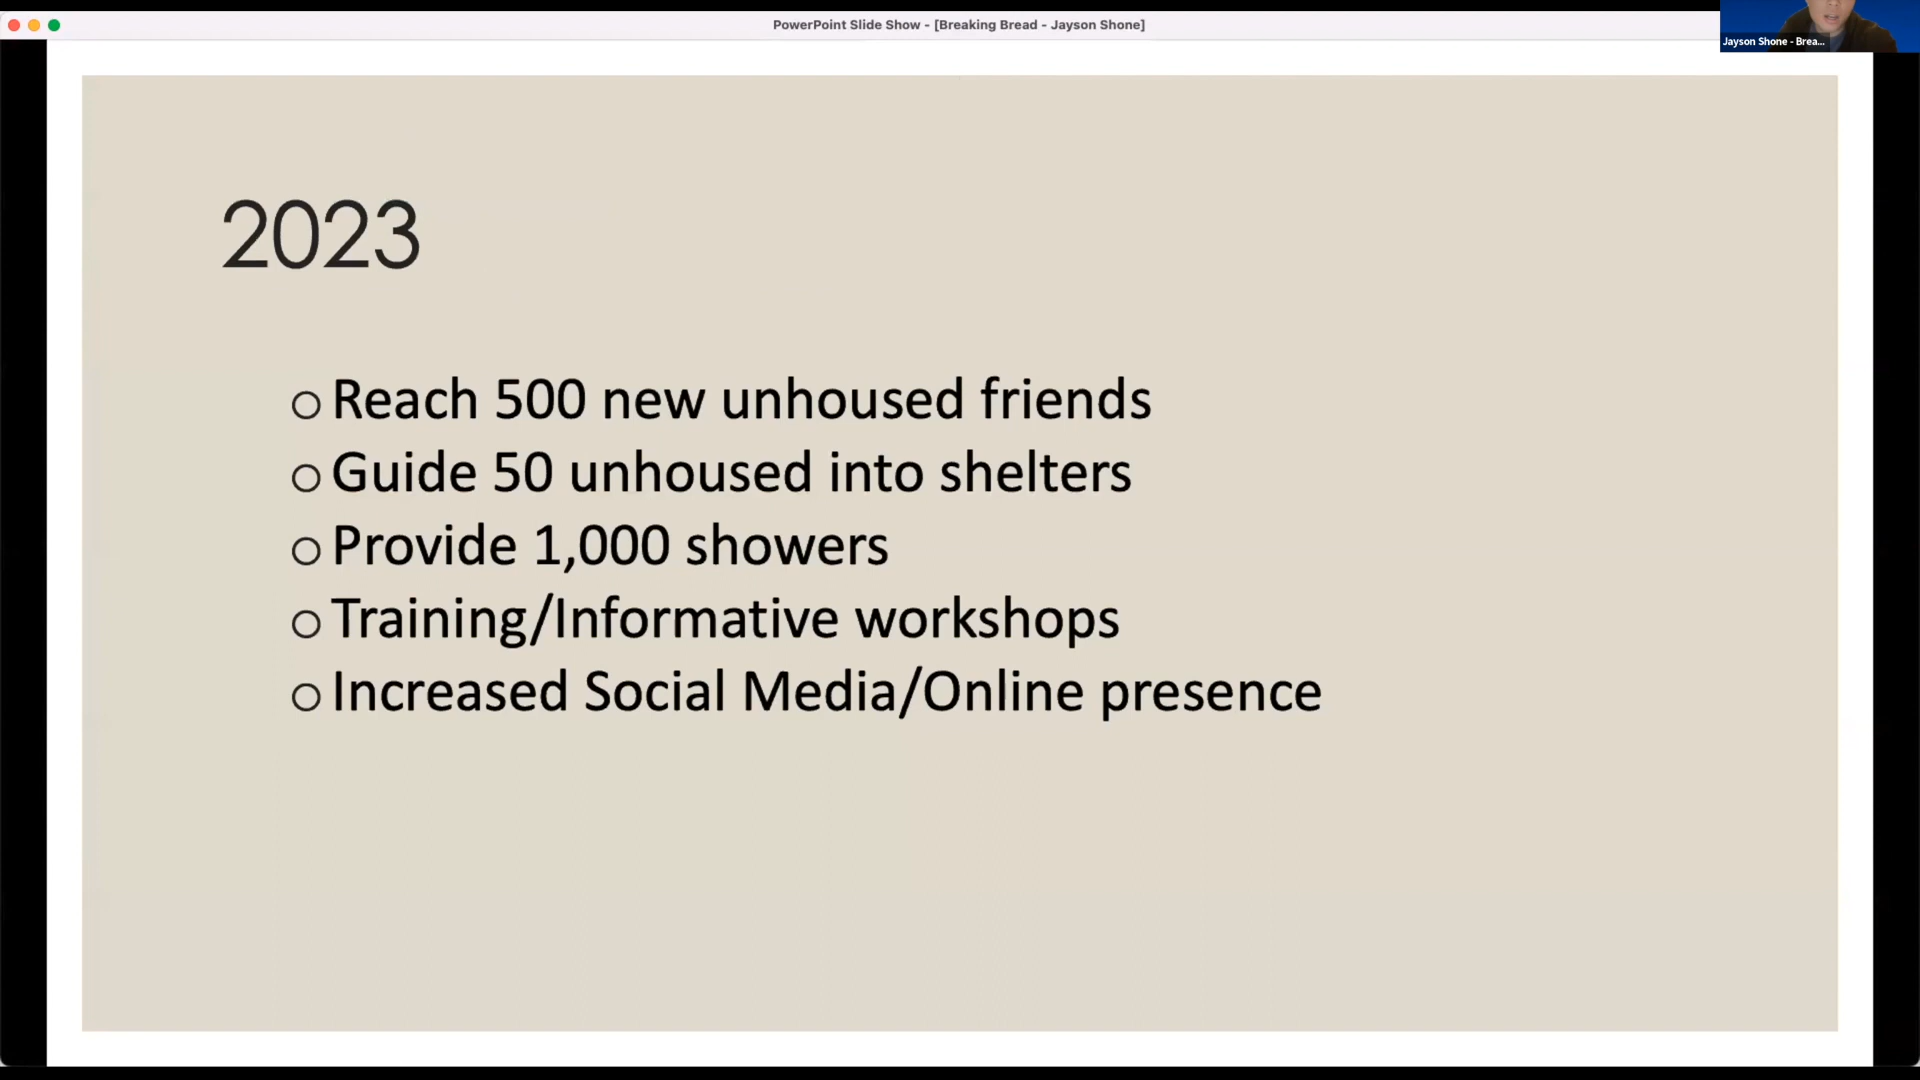 PowerPoint Slide Show - [Breaking Bread - Jayson Shone]
Jayson Shone - Brea...
2023
Reach 500 new unhoused friends
Guide 50 unhoused into shelters
Provide 1,000 showers
Training/Informative workshops
Increased Social Media/Online presence